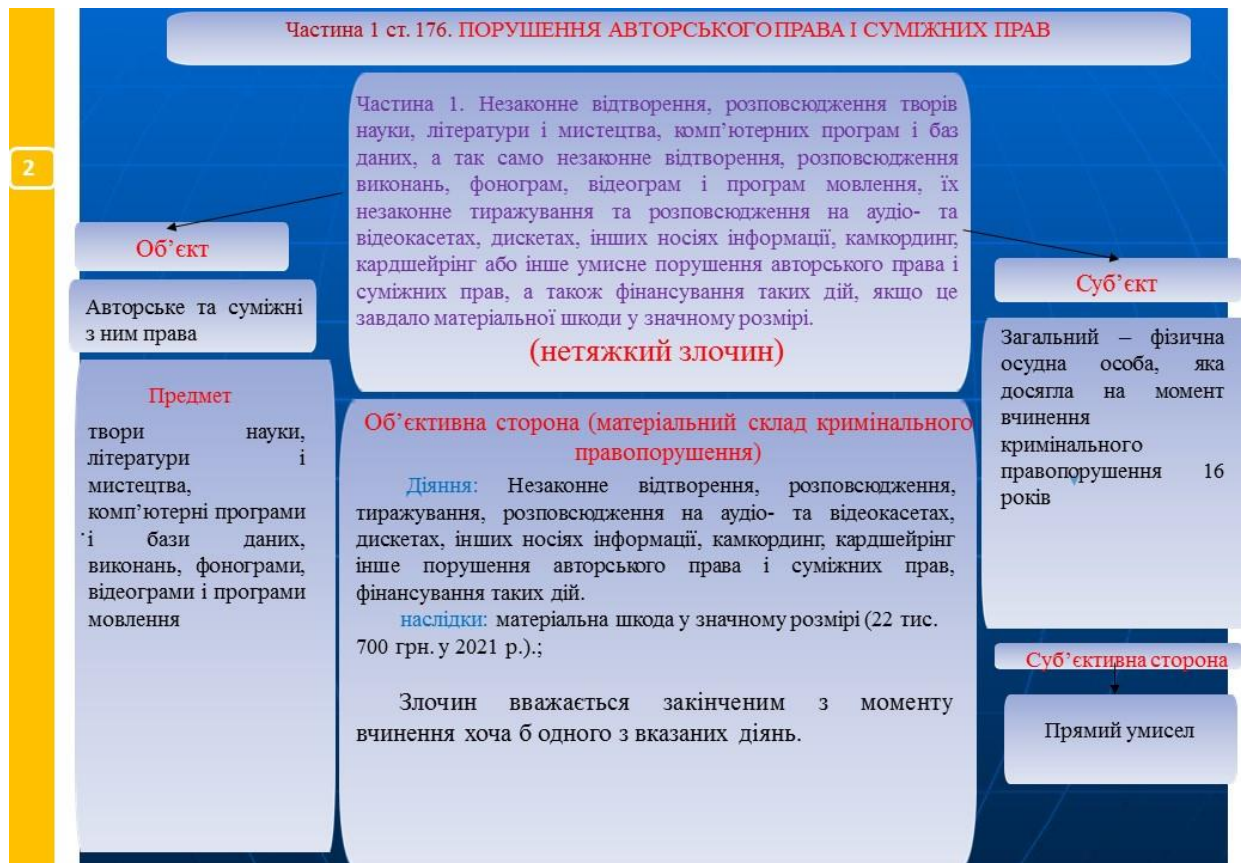 Частина 1 ст. 176. ПОРУШЕННЯ АВТОРСЬКОГО ПРАВА І СУМІЖНИХ ПРАВ
2
Частина 1. Незаконне відтворення, розповсюдження творів
науки, літератури і мистецтва, комп’ютерних програм і баз
даних, а так само незаконне відтворення, розповсюдження
виконань, фонограм, відеограм і програм мовлення, їх
незаконне тиражування та розповсюдження на аудіо- та
відеокасетах, дискетах, інших носіях інформації, камкординг,
кардшейрінг або інше умисне порушення авторського права і
суміжних прав, а також фінансування таких дій, якщо це
завдало матеріальної шкоди у значному розмірі.
(нетяжкий злочин)
Об’єкт
Авторське та суміжні
з ним права
Предмет
твори науки,
літератури і
мистецтва,
комп’ютерні програми
і бази даних,
виконань, фонограми,
відеограми і програми
мовлення
Об’єктивна сторона (матеріальний склад кримінального
правопорушення)
Діяння: Незаконне відтворення, розповсюдження,
тиражування, розповсюдження на аудіо- та відеокасетах,
дискетах, інших носіях інформації, камкординг, кардшейрінг
інше порушення авторського права і суміжних прав,
фінансування таких дій.
наслідки: матеріальна шкода у значному розмірі (22 тис.
700 грн. у 2021 р.).;
Злочин вважається закінченим з моменту
вчинення хоча б одного з вказаних діянь.
Суб’єкт
Загальний – фізична
осудна особа, яка
досягла на момент
вчинення
кримінального
правопорушення 16
років
Суб’єктивна сторона
Прямий умисел